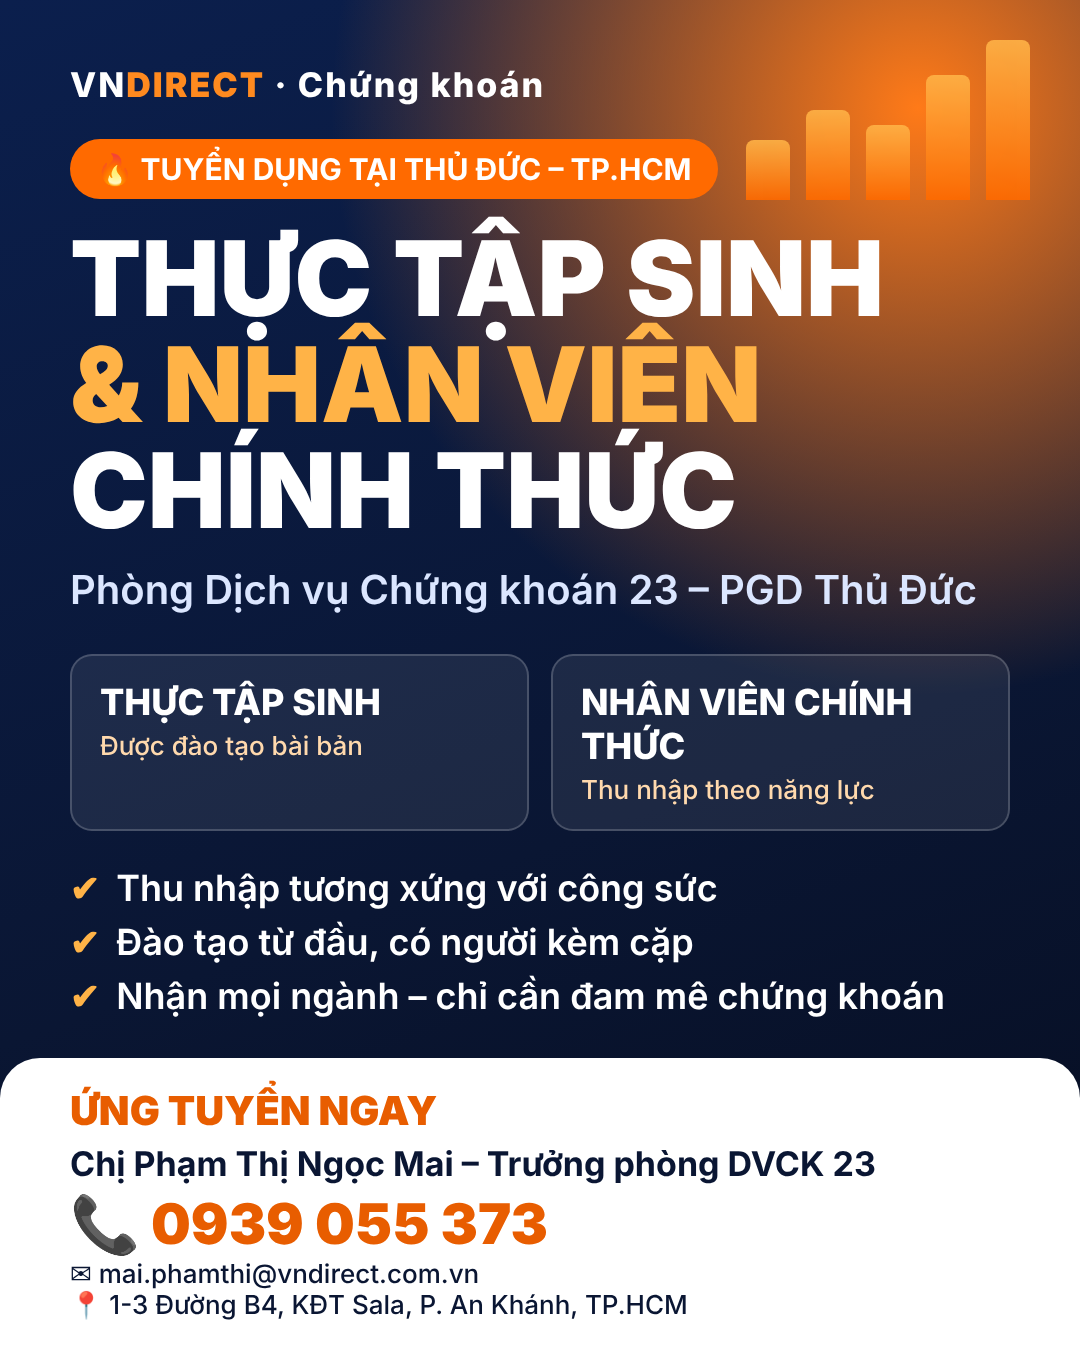 VNDIRECT · Chứng khoán
🔥 TUYỂN DỤNG TẠI THỦ ĐỨC – TP.HCM
THỰC TẬP SINH
& NHÂN VIÊN
CHÍNH THỨC
Phòng Dịch vụ Chứng khoán 23 – PGD Thủ Đức
THỰC TẬP SINH
Được đào tạo bài bản
NHÂN VIÊN CHÍNH
THỨC
Thu nhập theo năng lực
✔ Thu nhập tương xứng với công sức
✔ Đào tạo từ đầu, có người kèm cặp
✔ Nhận mọi ngành – chỉ cần đam mê chứng khoán
ỨNG TUYỂN NGAY
Chị Phạm Thị Ngọc Mai – Trưởng phòng DVCK 23
📞 0939 055 373
✉ mai.phamthi@vndirect.com.vn
📍 1-3 Đường B4, KĐT Sala, P. An Khánh, TP.HCM